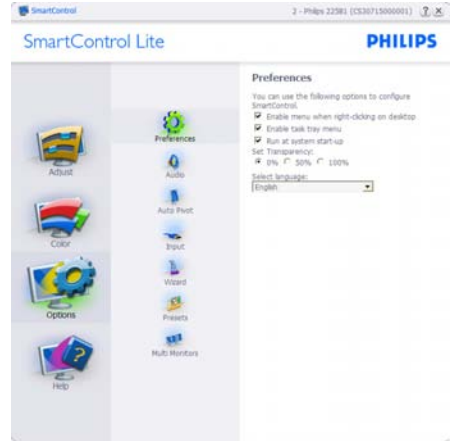 SmartControl
2 - Philips 225B1 (CS30715000001)
? X
SmartControl Lite
PHILIPS
Adjust
Color
Options
Help
Preferences
Audio
Auto Pivot
Input
Wizard
Presets
Multi Monitors
Preferences
You can use the following options to configure
SmartControl.
Enable menu when right-clicking on desktop
Enable task tray menu
Run at system start-up
Set Transparency:
0% 50% 100%
Select language:
English